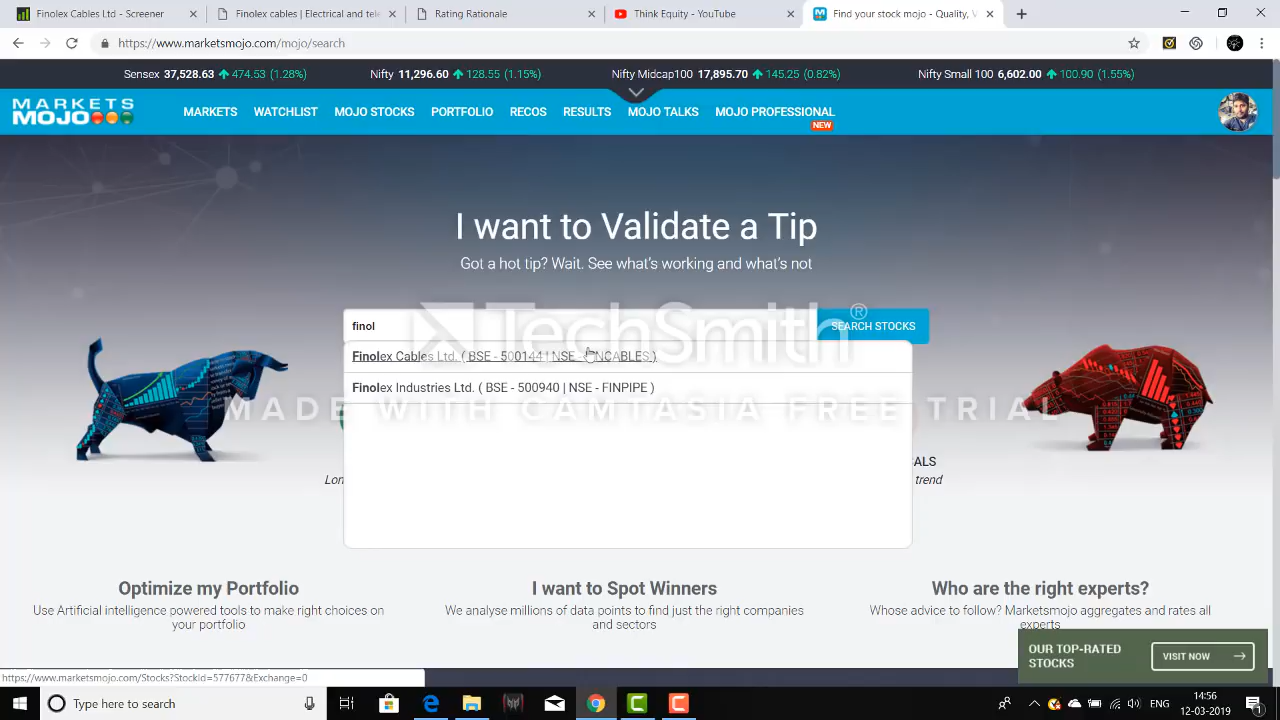 Finolex Cables Ltd. - Screener
Finolex cables | Electrical and tele
Rating Rationale
Think Equity - YouTube
Find your stock mojo - Quality, V
https://www.marketsmojo.com/mojo/search
Sensex 37,528.63 474.53 (1.28%)
Nifty 11,296.60 128.55 (1.15%)
Nifty Midcap100 17,895.70 145.25 (0.82%)
Nifty Small 100 6,602.00 100.90 (1.55%)
MARKETS
MOJO
MARKETS WATCHLIST MOJO STOCKS PORTFOLIO RECOS RESULTS MOJO TALKS MOJO PROFESSIONAL
NEW
I want to Validate a Tip
Got a hot tip? Wait. See what's working and what's not
finol
SEARCH STOCKS
TechSmith®
Finolex Cables Ltd. ( BSE - 500144 | NSE - FINCABLES )
Finolex Industries Ltd. ( BSE - 500940 | NSE - FINPIPE )
MADE WITH CAMTASIA FREE TRIAL
ALS
trend
Optimize my Portfolio
Use Artificial intelligence powered tools to make right choices on
your portfolio
I want to Spot Winners
We analyse millions of data points to find just the right companies
and sectors
Who are the right experts?
Whose advice to follow? Marketsmojo aggregates and rates all
experts
OUR TOP-RATED
STOCKS
VISIT NOW
https://www.marketsmojo.com/Stocks?StockId=577677&Exchange=0
Type here to search
ENG
14:56
12-03-2019